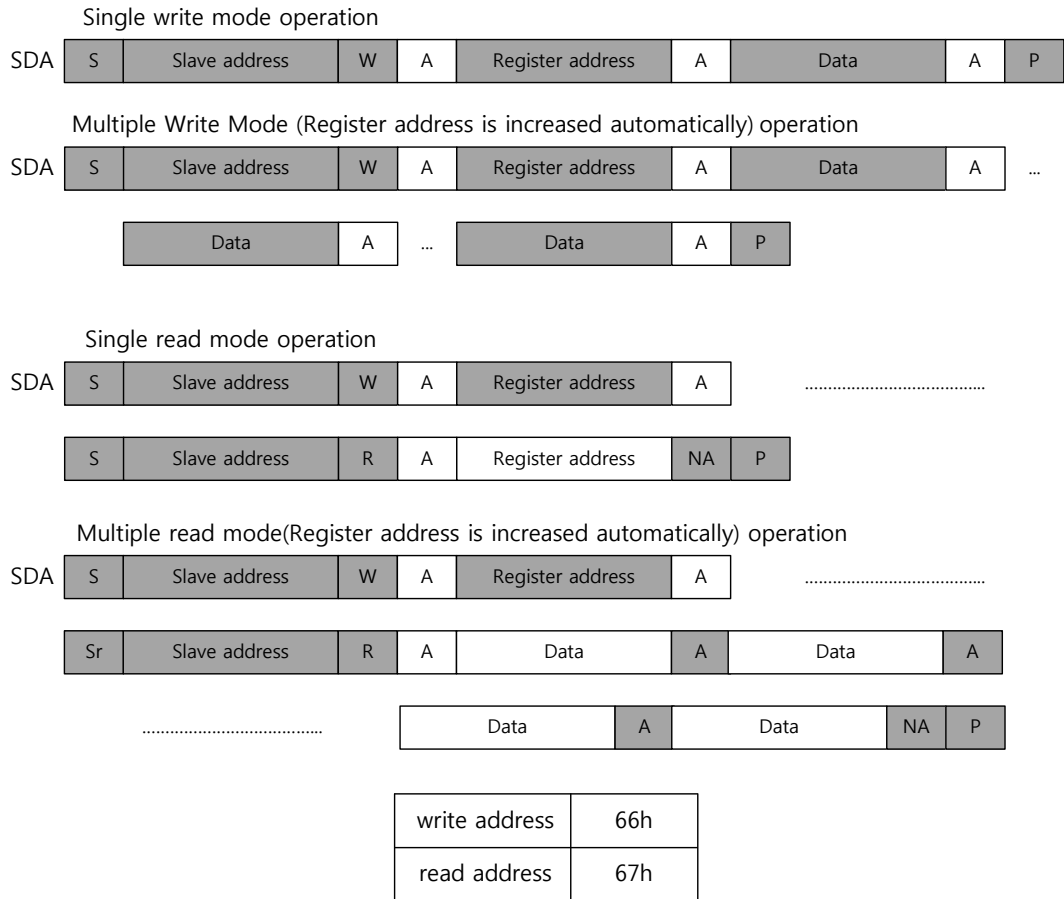 Single write mode operation
SDA S Slave address W A Register address A Data A P
Multiple Write Mode (Register address is increased automatically) operation
SDA S Slave address W A Register address A Data A ...
Data A ... Data A P
Single read mode operation
SDA S Slave address W A Register address A ......................................
S Slave address R A Register address NA P
Multiple read mode(Register address is increased automatically) operation
SDA S Slave address W A Register address A ......................................
Sr Slave address R A Data A Data A
...................................... Data A Data NA P
write address 66h
read address 67h